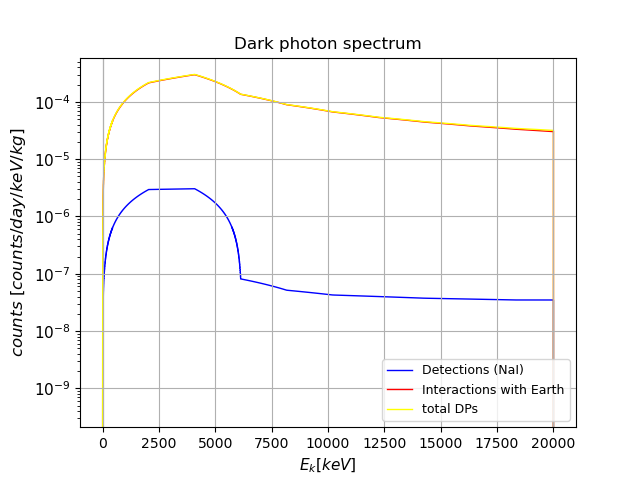 Dark photon spectrum
counts [counts/day/keV/kg]
10⁻⁴
10⁻⁵
10⁻⁶
10⁻⁷
10⁻⁸
10⁻⁹
Detections (NaI)
Interactions with Earth
total DPs
0 2500 5000 7500 10000 12500 15000 17500 20000
Eₖ[keV]